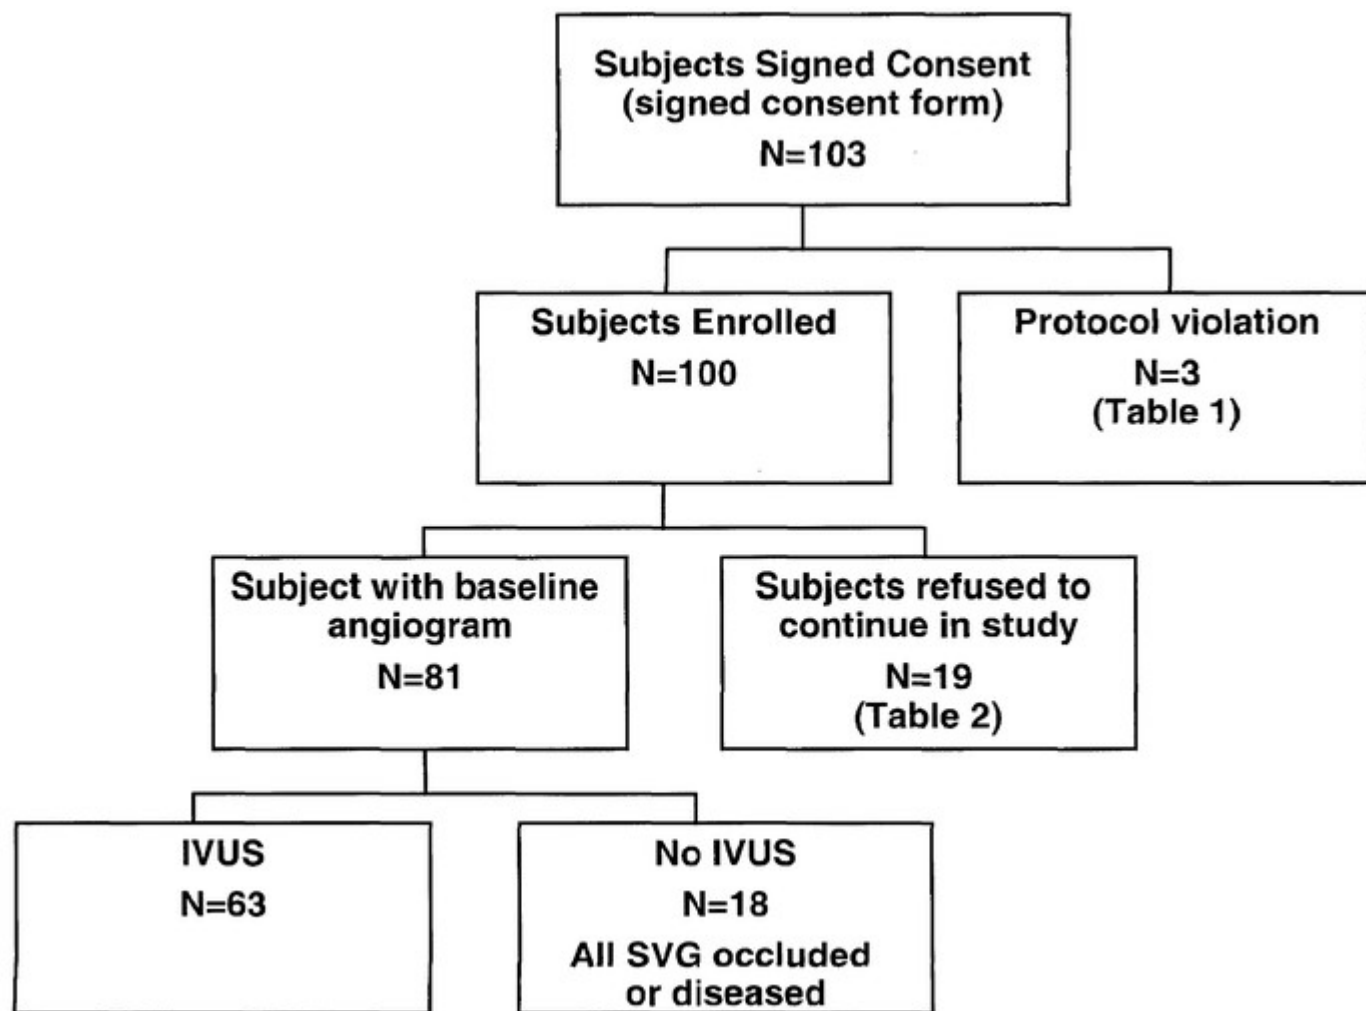 Subjects Signed Consent
(signed consent form)
N=103
Subjects Enrolled
N=100
Protocol violation
N=3
(Table 1)
Subject with baseline
angiogram
N=81
Subjects refused to
continue in study
N=19
(Table 2)
IVUS
N=63
No IVUS
N=18
All SVG occluded
or diseased